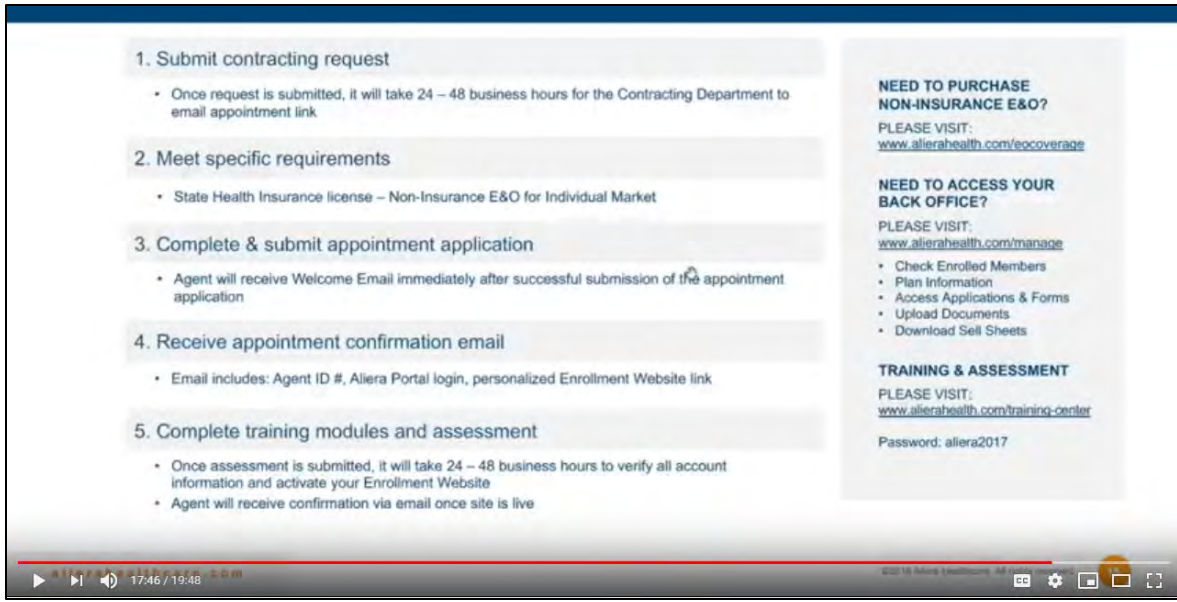 1. Submit contracting request
• Once request is submitted, it will take 24 – 48 business hours for the Contracting Department to
email appointment link
2. Meet specific requirements
• State Health Insurance license – Non-Insurance E&O for Individual Market
3. Complete & submit appointment application
• Agent will receive Welcome Email immediately after successful submission of the appointment
application
4. Receive appointment confirmation email
• Email includes: Agent ID #, Aliera Portal login, personalized Enrollment Website link
5. Complete training modules and assessment
• Once assessment is submitted, it will take 24 – 48 business hours to verify all account
information and activate your Enrollment Website
• Agent will receive confirmation via email once site is live
NEED TO PURCHASE
NON-INSURANCE E&O?
PLEASE VISIT:
www.alierahealth.com/eocoverage
NEED TO ACCESS YOUR
BACK OFFICE?
PLEASE VISIT:
www.alierahealth.com/manage
• Check Enrolled Members
• Plan Information
• Access Applications & Forms
• Upload Documents
• Download Sell Sheets
TRAINING & ASSESSMENT
PLEASE VISIT:
www.alierahealth.com/training-center
Password: aliera2017
alierahealthcare.com
17:46 / 19:48
CC